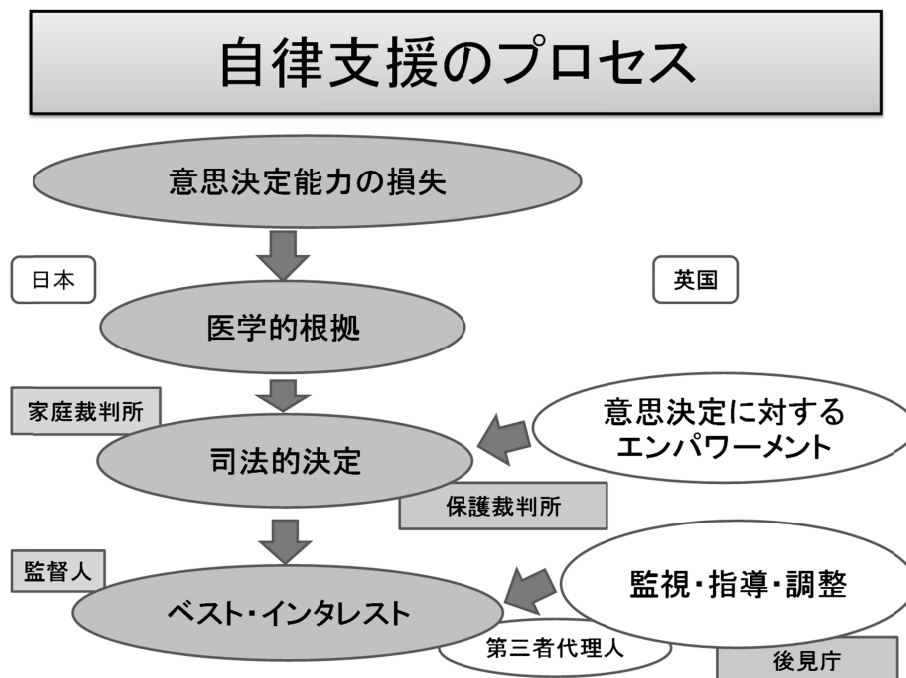 自律支援のプロセス
意思決定能力の損失
日本
英国
医学的根拠
家庭裁判所
意思決定に対する
エンパワーメント
司法的決定
保護裁判所
監督人
監視・指導・調整
ベスト・インタレスト
第三者代理人
後見庁